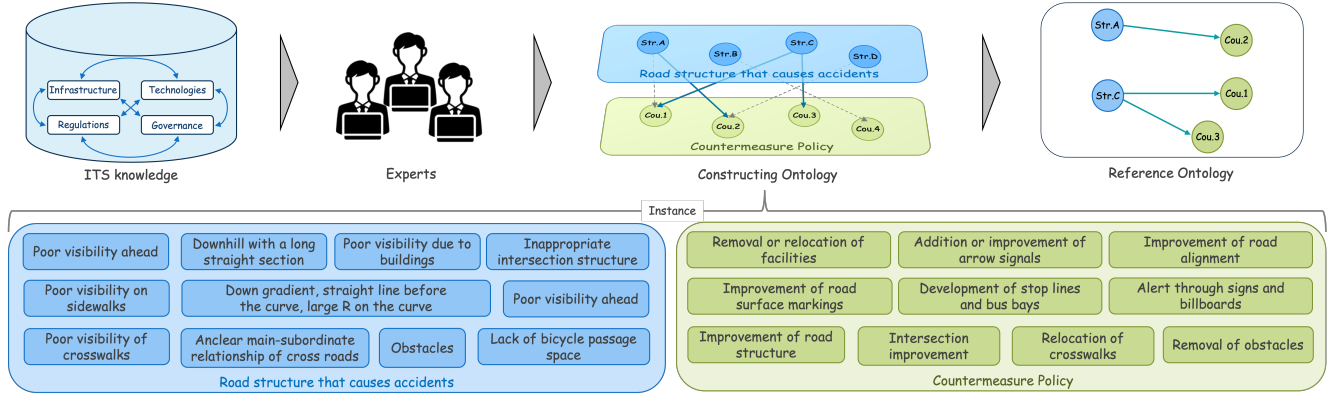 Infrastructure
Technologies
Regulations
Governance
ITS knowledge
Experts
Str.A
Str.B
Str.C
Str.D
Road structure that causes accidents
Cou.1
Cou.2
Cou.3
Cou.4
Countermeasure Policy
Constructing Ontology
Str.A
Cou.2
Str.C
Cou.1
Cou.3
Reference Ontology
Instance
Poor visibility ahead
Downhill with a long
straight section
Poor visibility due to
buildings
Inappropriate
intersection structure
Poor visibility on
sidewalks
Down gradient, straight line before
the curve, large R on the curve
Poor visibility ahead
Poor visibility of
crosswalks
Anclear main-subordinate
relationship of cross roads
Obstacles
Lack of bicycle passage
space
Road structure that causes accidents
Removal or relocation of
facilities
Addition or improvement of
arrow signals
Improvement of road
alignment
Improvement of road
surface markings
Development of stop lines
and bus bays
Alert through signs and
billboards
Improvement of road
structure
Intersection
improvement
Relocation of
crosswalks
Removal of obstacles
Countermeasure Policy